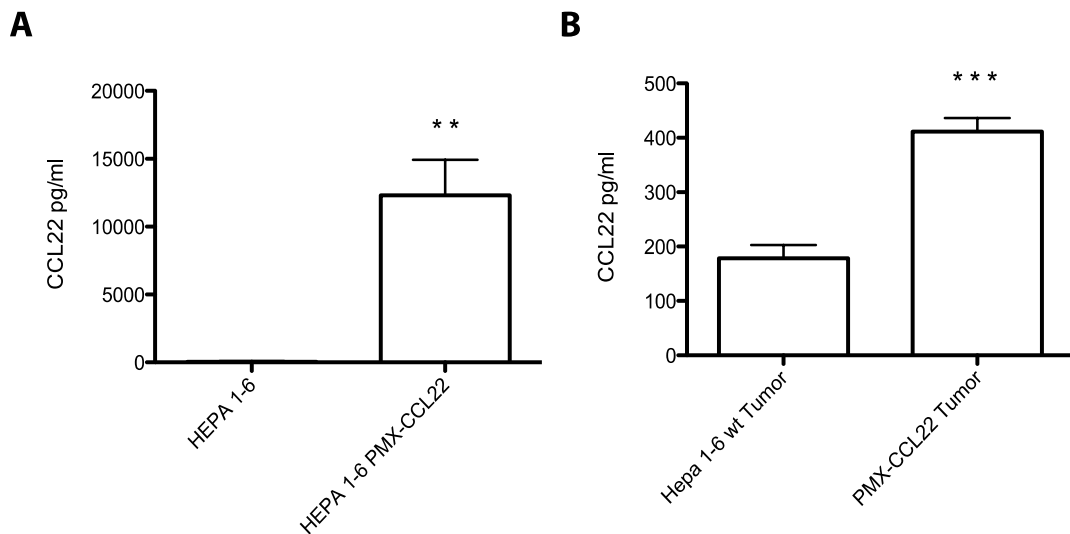 A
CCL22 pg/ml
20000
15000
10000
5000
0
**
HEPA 1-6
HEPA 1-6 PMX-CCL22
B
CCL22 pg/ml
500
400
300
200
100
0
***
Hepa 1-6 wt Tumor
PMX-CCL22 Tumor